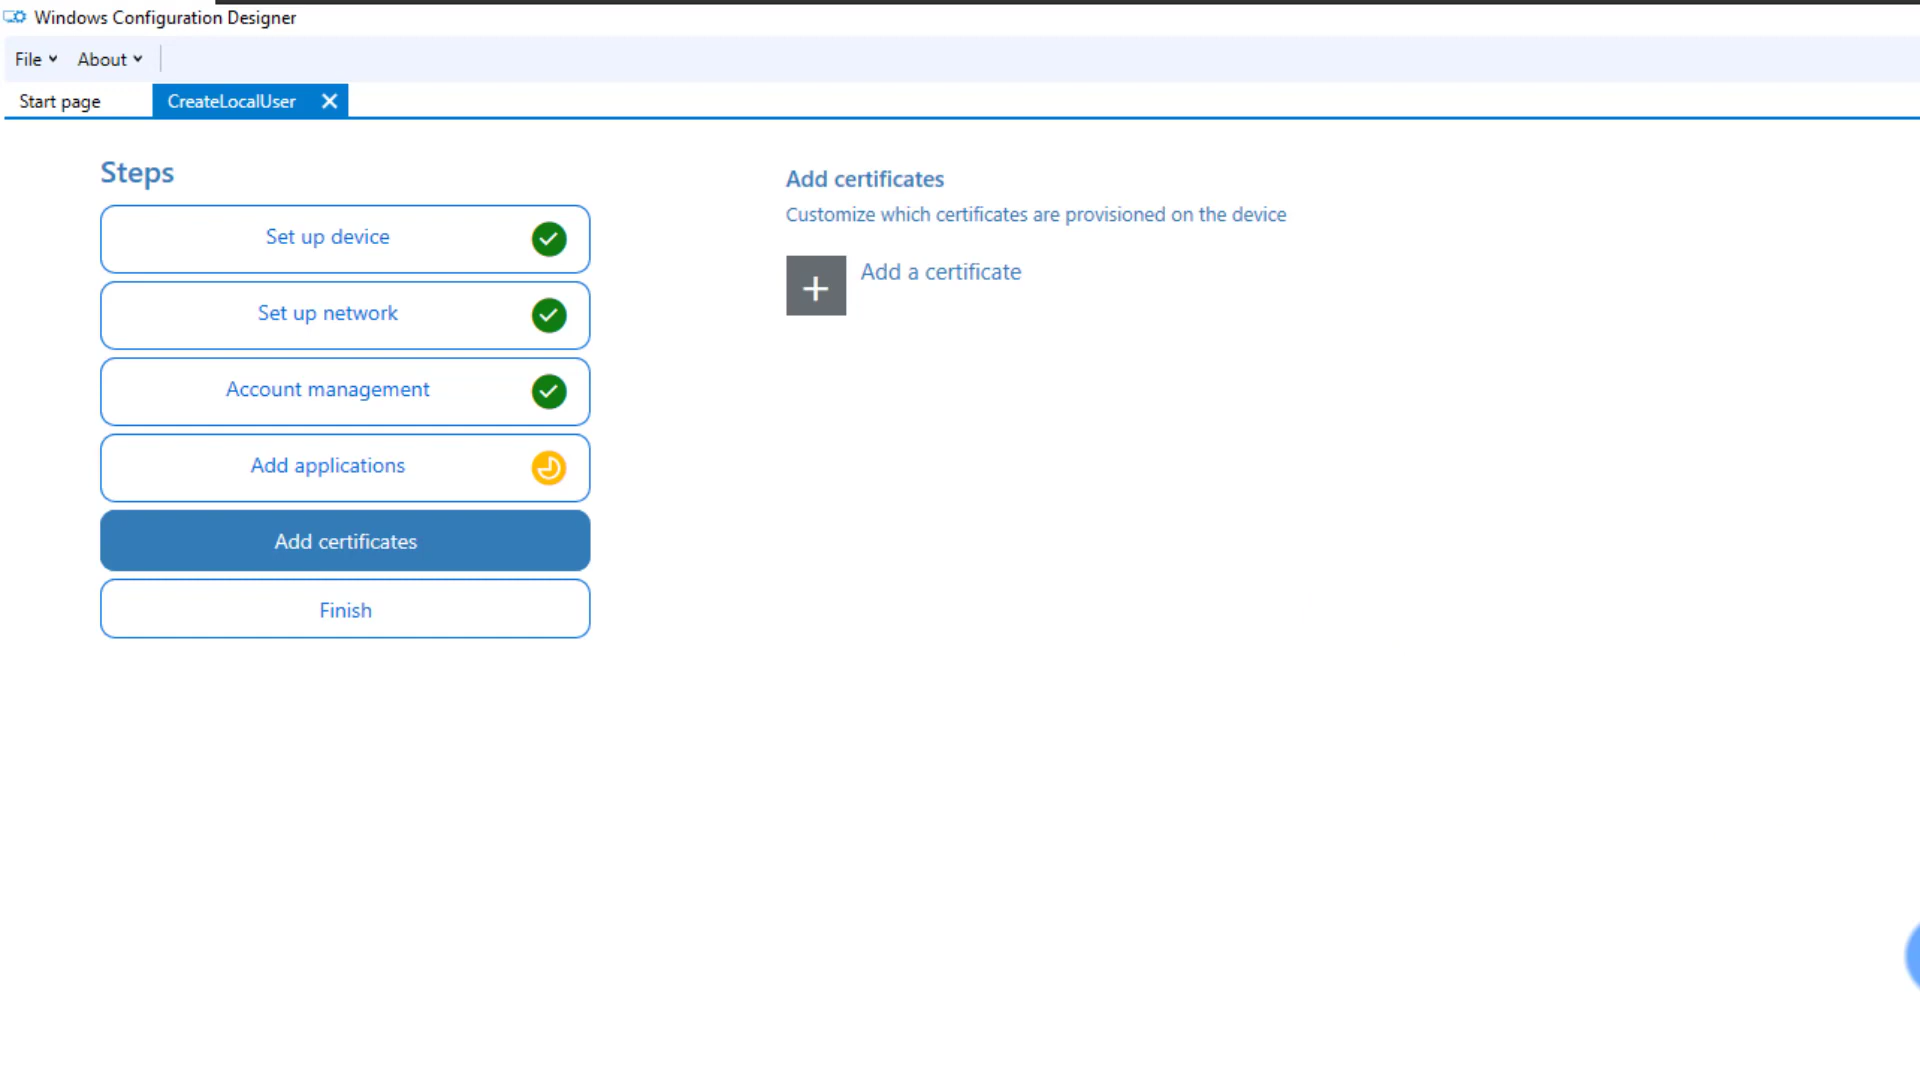 Windows Configuration Designer
File About
Start page CreateLocalUser
Steps
Set up device
Set up network
Account management
Add applications
Add certificates
Finish
Add certificates
Customize which certificates are provisioned on the device
Add a certificate